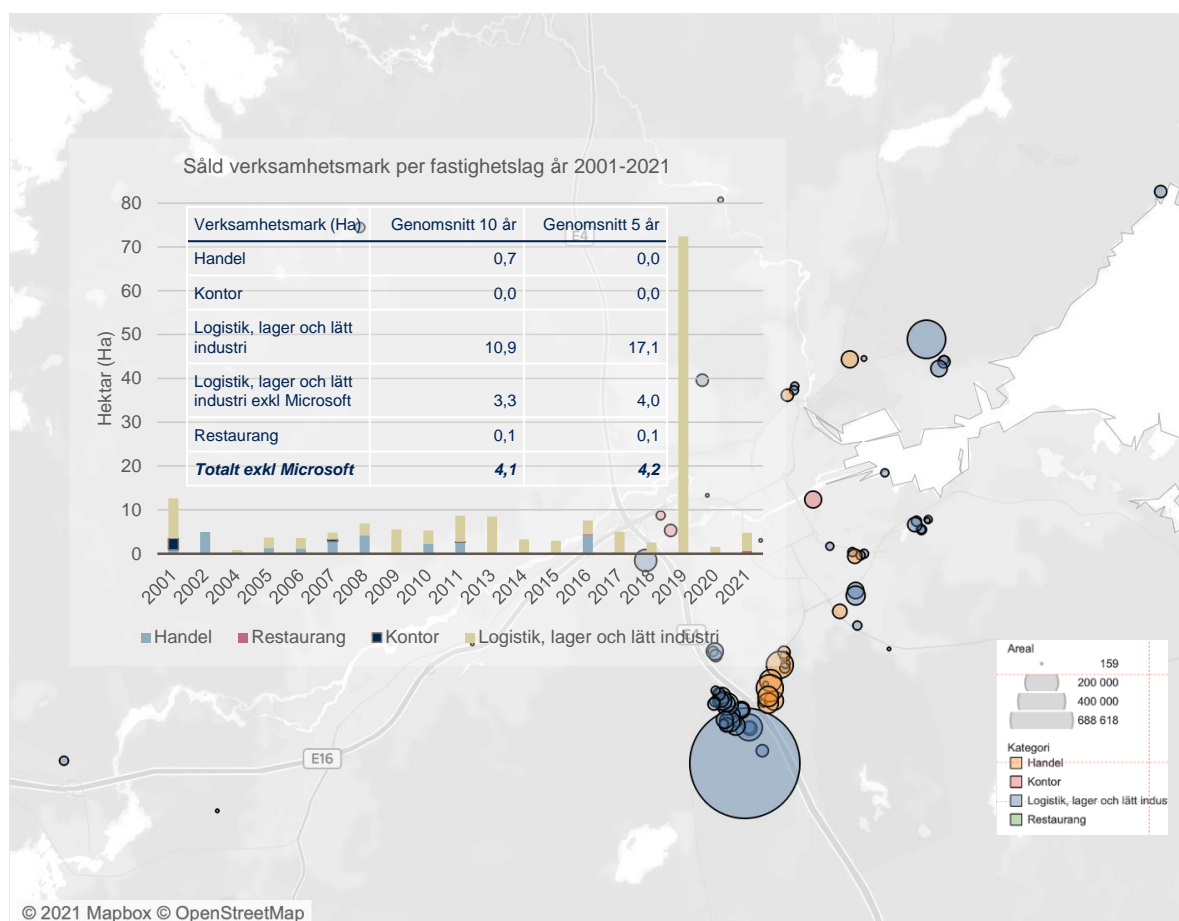 Såld verksamhetsmark per fastighetslag år 2001-2021
Hektar (Ha)
80
70
60
50
40
30
20
10
0
Verksamhetsmark (Ha) Genomsnitt 10 år Genomsnitt 5 år
Handel 0,7 0,0
Kontor 0,0 0,0
Logistik, lager och lätt
industri 10,9 17,1
Logistik, lager och lätt
industri exkl Microsoft 3,3 4,0
Restaurang 0,1 0,1
Totalt exkl Microsoft 4,1 4,2
2001 2002 2004 2005 2006 2007 2008 2009 2010 2011 2013 2014 2015 2016 2017 2018 2019 2020 2021
Handel Restaurang Kontor Logistik, lager och lätt industri
E4
E4
E16
Areal
159
200 000
400 000
688 618
Kategori
Handel
Kontor
Logistik, lager och lätt indus
Restaurang
© 2021 Mapbox © OpenStreetMap